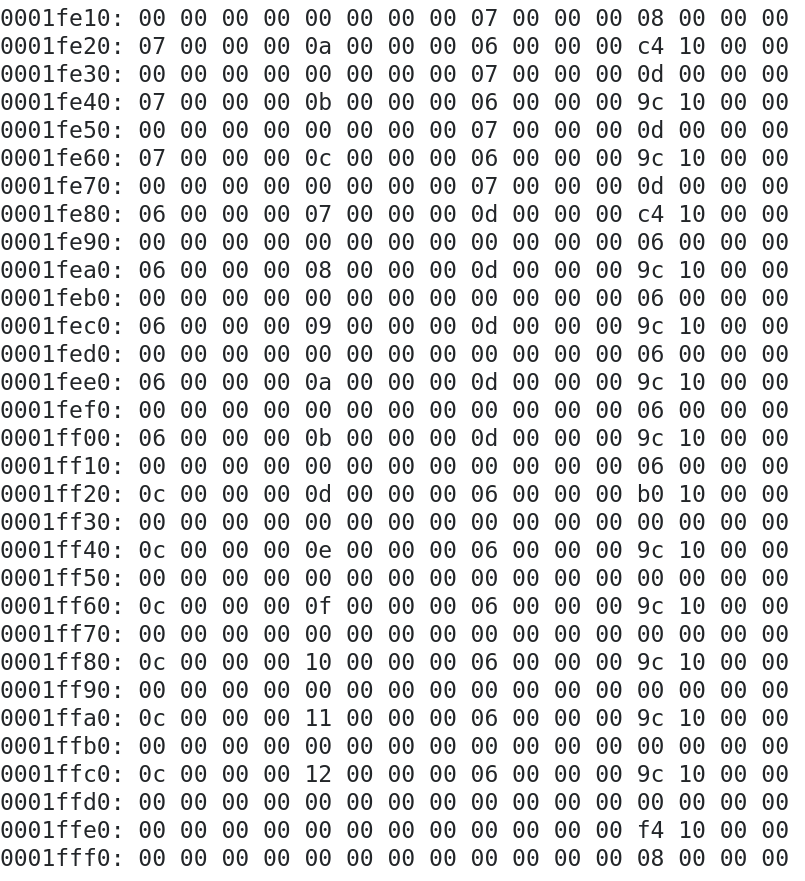 0001fe10: 00 00 00 00 00 00 00 00 07 00 00 00 08 00 00 00
0001fe20: 07 00 00 00 0a 00 00 00 06 00 00 00 c4 10 00 00
0001fe30: 00 00 00 00 00 00 00 00 07 00 00 00 0d 00 00 00
0001fe40: 07 00 00 00 0b 00 00 00 06 00 00 00 9c 10 00 00
0001fe50: 00 00 00 00 00 00 00 00 07 00 00 00 0d 00 00 00
0001fe60: 07 00 00 00 0c 00 00 00 06 00 00 00 9c 10 00 00
0001fe70: 00 00 00 00 00 00 00 00 07 00 00 00 0d 00 00 00
0001fe80: 06 00 00 00 07 00 00 00 0d 00 00 00 c4 10 00 00
0001fe90: 00 00 00 00 00 00 00 00 00 00 00 00 06 00 00 00
0001fea0: 06 00 00 00 08 00 00 00 0d 00 00 00 9c 10 00 00
0001feb0: 00 00 00 00 00 00 00 00 00 00 00 00 06 00 00 00
0001fec0: 06 00 00 00 09 00 00 00 0d 00 00 00 9c 10 00 00
0001fed0: 00 00 00 00 00 00 00 00 00 00 00 00 06 00 00 00
0001fee0: 06 00 00 00 0a 00 00 00 0d 00 00 00 9c 10 00 00
0001fef0: 00 00 00 00 00 00 00 00 00 00 00 00 06 00 00 00
0001ff00: 06 00 00 00 0b 00 00 00 0d 00 00 00 9c 10 00 00
0001ff10: 00 00 00 00 00 00 00 00 00 00 00 00 06 00 00 00
0001ff20: 0c 00 00 00 0d 00 00 00 06 00 00 00 b0 10 00 00
0001ff30: 00 00 00 00 00 00 00 00 00 00 00 00 00 00 00 00
0001ff40: 0c 00 00 00 0e 00 00 00 06 00 00 00 9c 10 00 00
0001ff50: 00 00 00 00 00 00 00 00 00 00 00 00 00 00 00 00
0001ff60: 0c 00 00 00 0f 00 00 00 06 00 00 00 9c 10 00 00
0001ff70: 00 00 00 00 00 00 00 00 00 00 00 00 00 00 00 00
0001ff80: 0c 00 00 00 10 00 00 00 06 00 00 00 9c 10 00 00
0001ff90: 00 00 00 00 00 00 00 00 00 00 00 00 00 00 00 00
0001ffa0: 0c 00 00 00 11 00 00 00 06 00 00 00 9c 10 00 00
0001ffb0: 00 00 00 00 00 00 00 00 00 00 00 00 00 00 00 00
0001ffc0: 0c 00 00 00 12 00 00 00 06 00 00 00 9c 10 00 00
0001ffd0: 00 00 00 00 00 00 00 00 00 00 00 00 00 00 00 00
0001ffe0: 00 00 00 00 00 00 00 00 00 00 00 00 f4 10 00 00
0001fff0: 00 00 00 00 00 00 00 00 00 00 00 00 08 00 00 00